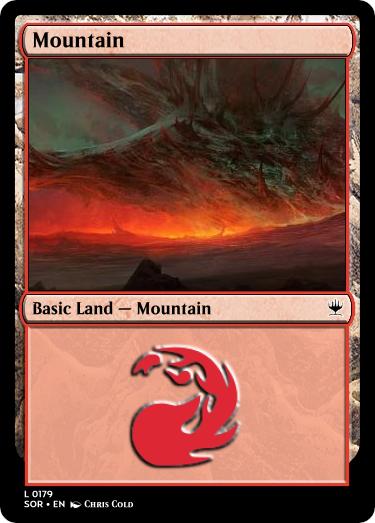 Mountain
Basic Land — Mountain
L 0179
SOR • EN Chris Cold